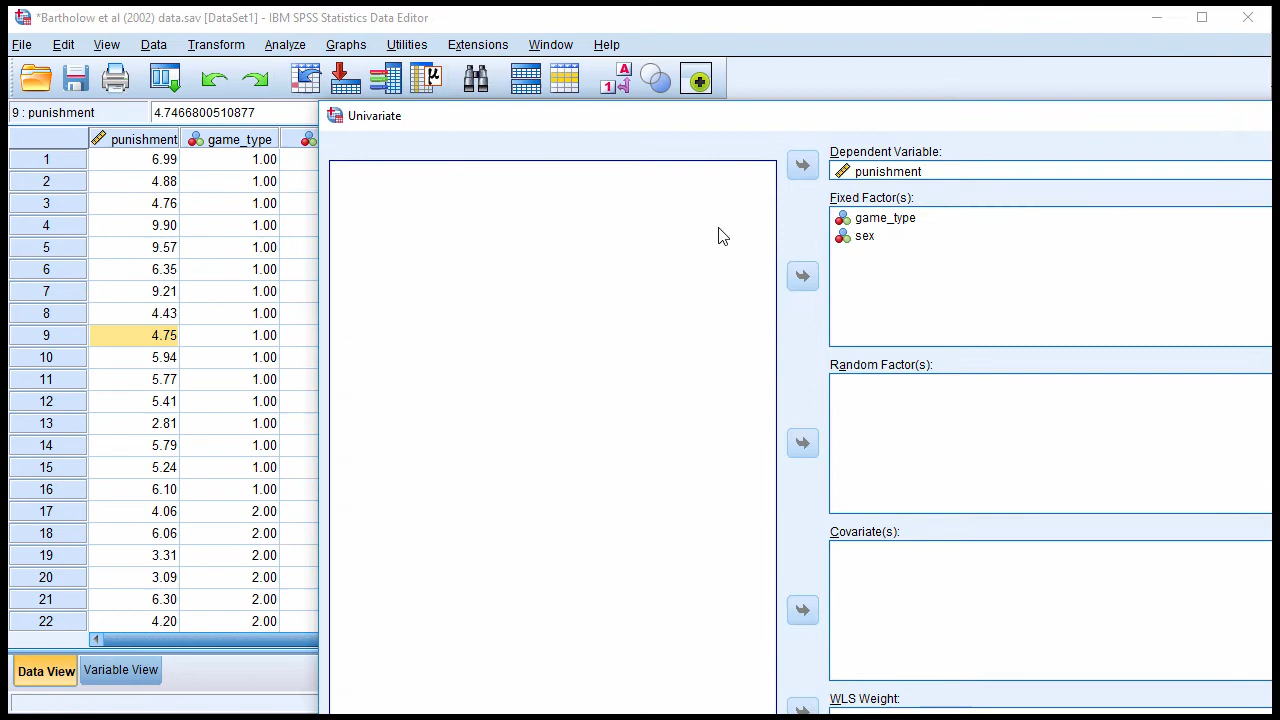 *Bartholow et al (2002) data.sav [DataSet1] - IBM SPSS Statistics Data Editor
File Edit View Data Transform Analyze Graphs Utilities Extensions Window Help
9 : punishment 4.7466800510877
Univariate
punishment game_type
1 6.99 1.00
2 4.88 1.00
3 4.76 1.00
4 9.90 1.00
5 9.57 1.00
6 6.35 1.00
7 9.21 1.00
8 4.43 1.00
9 4.75 1.00
10 5.94 1.00
11 5.77 1.00
12 5.41 1.00
13 2.81 1.00
14 5.79 1.00
15 5.24 1.00
16 6.10 1.00
17 4.06 2.00
18 6.06 2.00
19 3.31 2.00
20 3.09 2.00
21 6.30 2.00
22 4.20 2.00
Dependent Variable:
punishment
Fixed Factor(s):
game_type
sex
Random Factor(s):
Covariate(s):
WLS Weight:
Data View Variable View